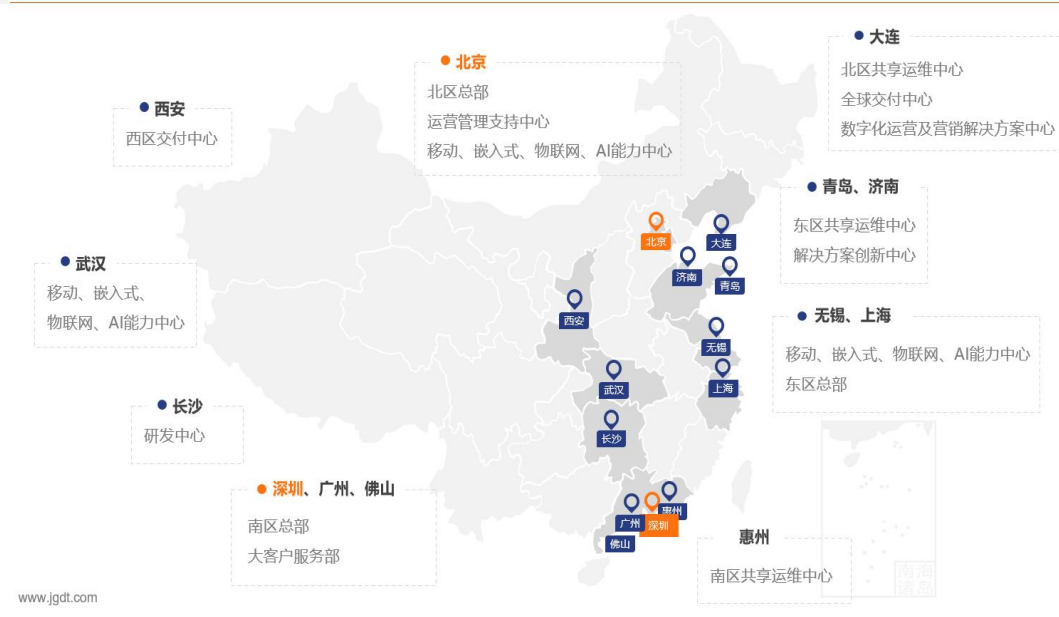 大连
北区共享运维中心
全球交付中心
数字化运营及营销解决方案中心
北京
北区总部
运营管理支持中心
移动、嵌入式、物联网、AI能力中心
西安
西区交付中心
青岛、济南
东区共享运维中心
解决方案创新中心
武汉
移动、嵌入式、
物联网、AI能力中心
无锡、上海
移动、嵌入式、物联网、AI能力中心
东区总部
长沙
研发中心
深圳、广州、佛山
南区总部
大客户服务部
惠州
南区共享运维中心
北京
大连
济南
青岛
西安
无锡
上海
武汉
长沙
惠州
广州
深圳
佛山
南海
诸岛
www.jgdt.com